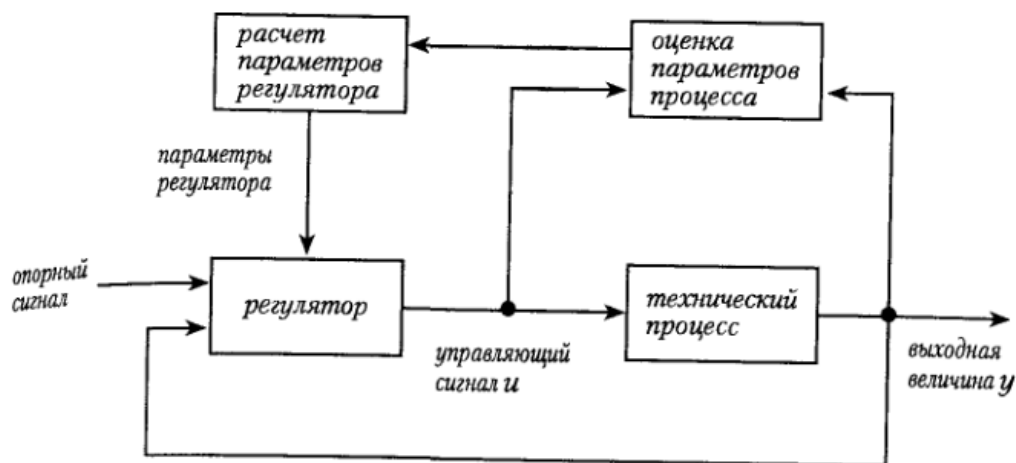 расчет
параметров
регулятора
оценка
параметров
процесса
параметры
регулятора
опорный
сигнал
регулятор
технический
процесс
управляющий
сигнал u
выходная
величина y